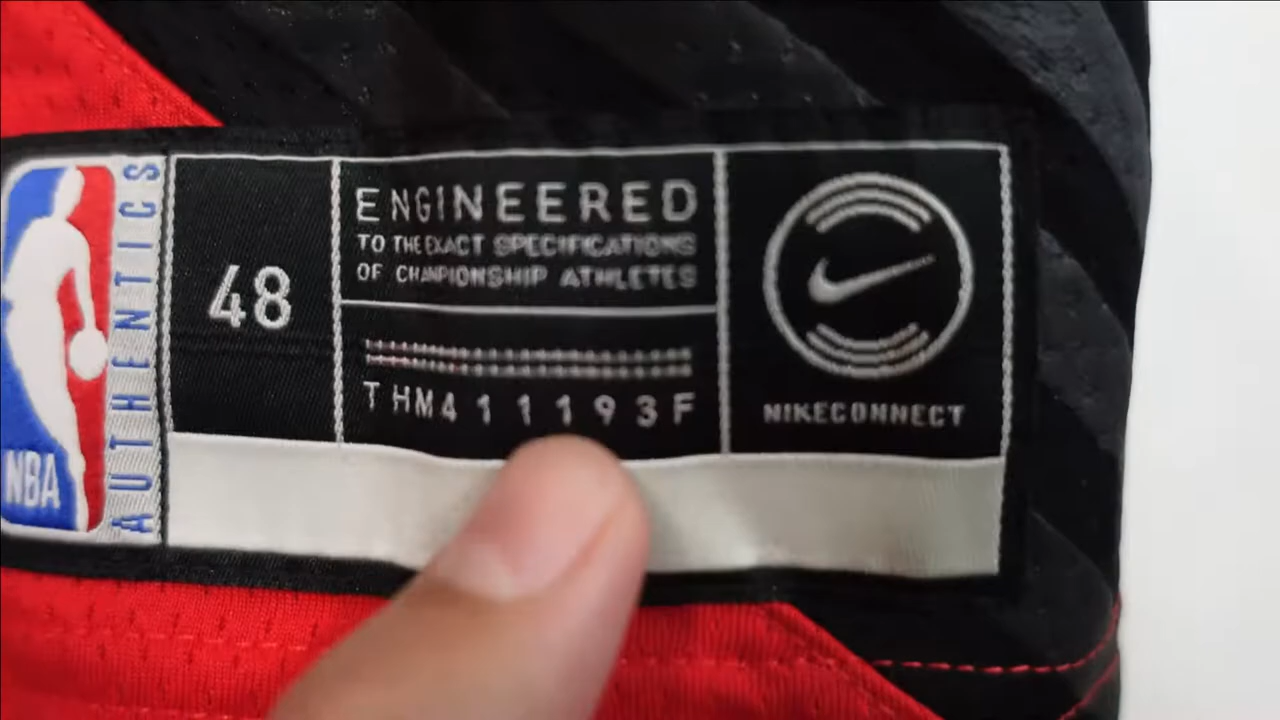 NBA
AUTHENTICS
48
ENGINEERED
TO THE EXACT SPECIFICATIONS
OF CHAMPIONSHIP ATHLETES
THM411193F
NIKECONNECT